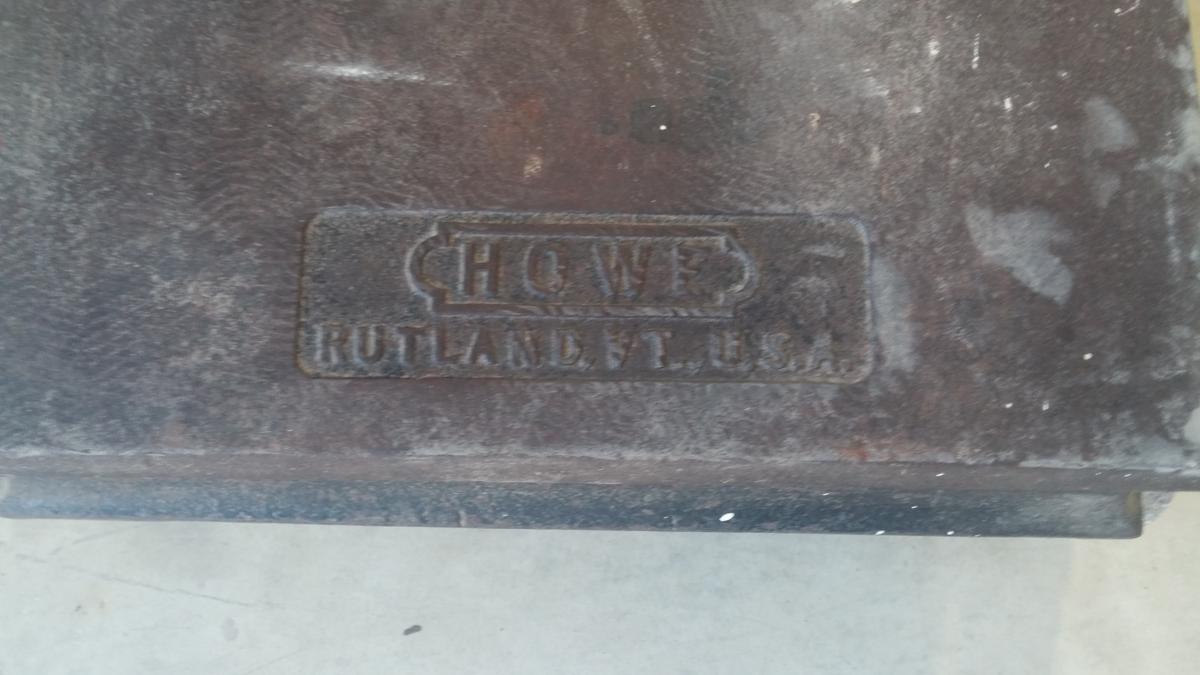 HOWE
RUTLAND. VT., U.S.A.